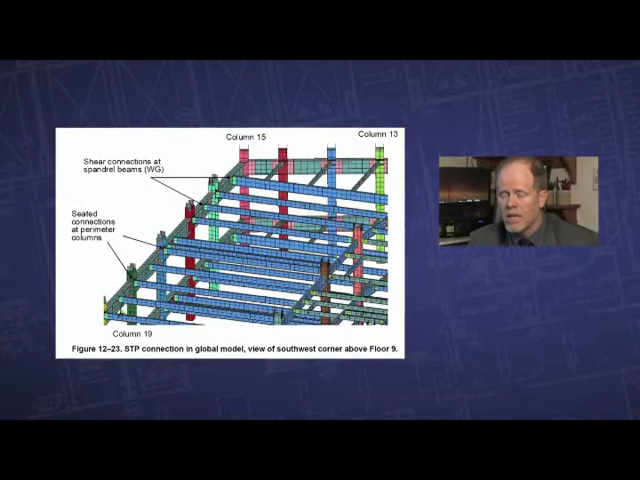 Column 15
Column 13
Shear connections at
spandrel beams (WG)
Seated
connections
at perimeter
columns
Column 19
Figure 12–23. STP connection in global model, view of southwest corner above Floor 9.